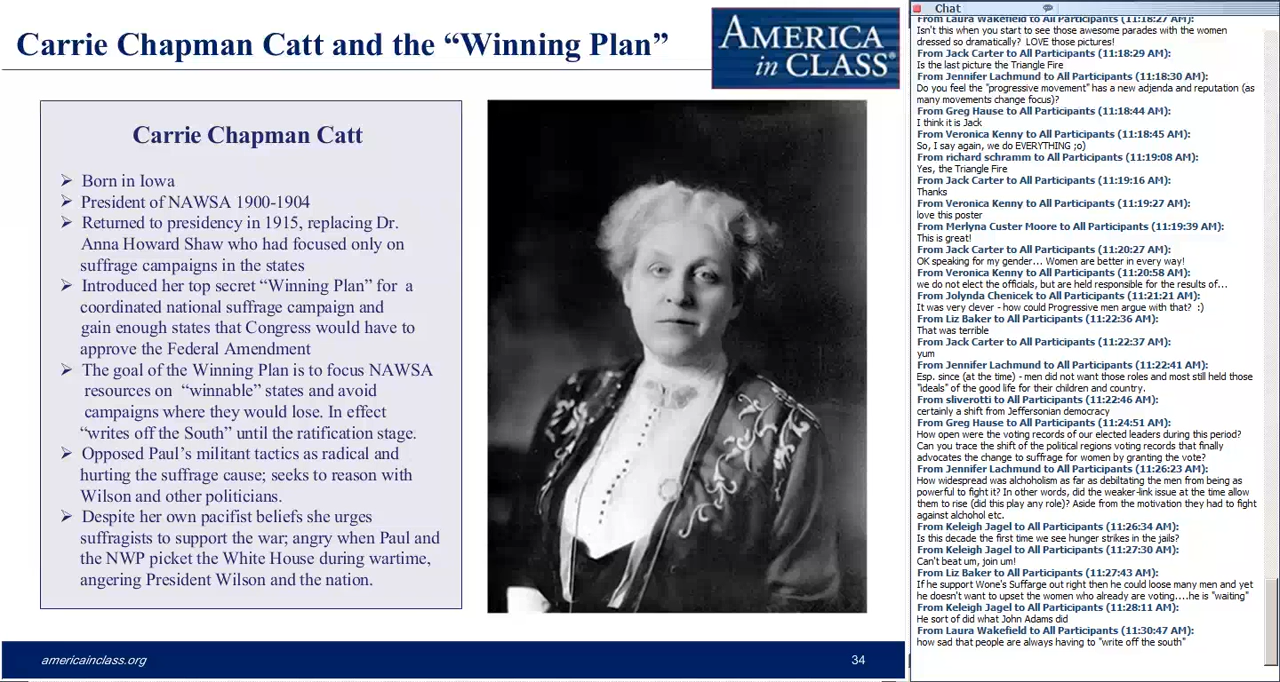 Carrie Chapman Catt and the “Winning Plan”
AMERICA
in CLASS®
Carrie Chapman Catt
➢ Born in Iowa
➢ President of NAWSA 1900-1904
➢ Returned to presidency in 1915, replacing Dr.
Anna Howard Shaw who had focused only on
suffrage campaigns in the states
➢ Introduced her top secret “Winning Plan” for a
coordinated national suffrage campaign and
gain enough states that Congress would have to
approve the Federal Amendment
➢ The goal of the Winning Plan is to focus NAWSA
resources on “winnable” states and avoid
campaigns where they would lose. In effect
“writes off the South” until the ratification stage.
➢ Opposed Paul’s militant tactics as radical and
hurting the suffrage cause; seeks to reason with
Wilson and other politicians.
➢ Despite her own pacifist beliefs she urges
suffragists to support the war; angry when Paul and
the NWP picket the White House during wartime,
angering President Wilson and the nation.
americainclass.org
34
Chat
From Laura Wakefield to All Participants (11:18:27 AM):
Isn't this when you start to see those awesome parades with the women
dressed so dramatically? LOVE those pictures!
From Jack Carter to All Participants (11:18:29 AM):
Is the last picture the Triangle Fire
From Jennifer Lachmund to All Participants (11:18:30 AM):
Do you feel the "progressive movement" has a new adjenda and reputation (as
many movements change focus)?
From Greg Hause to All Participants (11:18:44 AM):
I think it is Jack
From Veronica Kenny to All Participants (11:18:45 AM):
So, I say again, we do EVERYTHING ;o)
From richard schramm to All Participants (11:19:08 AM):
Yes, the Triangle Fire
From Jack Carter to All Participants (11:19:16 AM):
Thanks
From Veronica Kenny to All Participants (11:19:27 AM):
love this poster
From Merlyna Custer Moore to All Participants (11:19:39 AM):
This is great!
From Jack Carter to All Participants (11:20:27 AM):
OK speaking for my gender... Women are better in every way!
From Veronica Kenny to All Participants (11:20:58 AM):
we do not elect the officials, but are held responsible for the results of...
From Jolynda Chenicek to All Participants (11:21:21 AM):
It was very clever - how could Progressive men argue with that? :)
From Liz Baker to All Participants (11:22:36 AM):
That was terrible
From Jack Carter to All Participants (11:22:37 AM):
yum
From Jennifer Lachmund to All Participants (11:22:41 AM):
Esp. since (at the time) - men did not want those roles and most still held those
"ideals" of the good life for their children and country.
From sliverotti to All Participants (11:22:46 AM):
certainly a shift from Jeffersonian democracy
From Greg Hause to All Participants (11:24:51 AM):
How open were the voting records of our elected leaders during this period?
Can you trace the shift of the political regions voting records that finally
advocates the change to suffrage for women by granting the vote?
From Jennifer Lachmund to All Participants (11:26:23 AM):
How widespread was alchoholism as far as debiltating the men from being as
powerful to fight it? In other words, did the weaker-link issue at the time allow
them to rise (did this play any role)? Aside from the motivation they had to fight
against alchohol etc.
From Keleigh Jagel to All Participants (11:26:34 AM):
Is this decade the first time we see hunger strikes in the jails?
From Keleigh Jagel to All Participants (11:27:30 AM):
Can't beat um, join um!
From Liz Baker to All Participants (11:27:43 AM):
If he support Wone's Suffarge out right then he could loose many men and yet
he doesn't want to upset the women who already are voting....he is "waiting"
From Keleigh Jagel to All Participants (11:28:11 AM):
He sort of did what John Adams did
From Laura Wakefield to All Participants (11:30:47 AM):
how sad that people are always having to "write off the south"